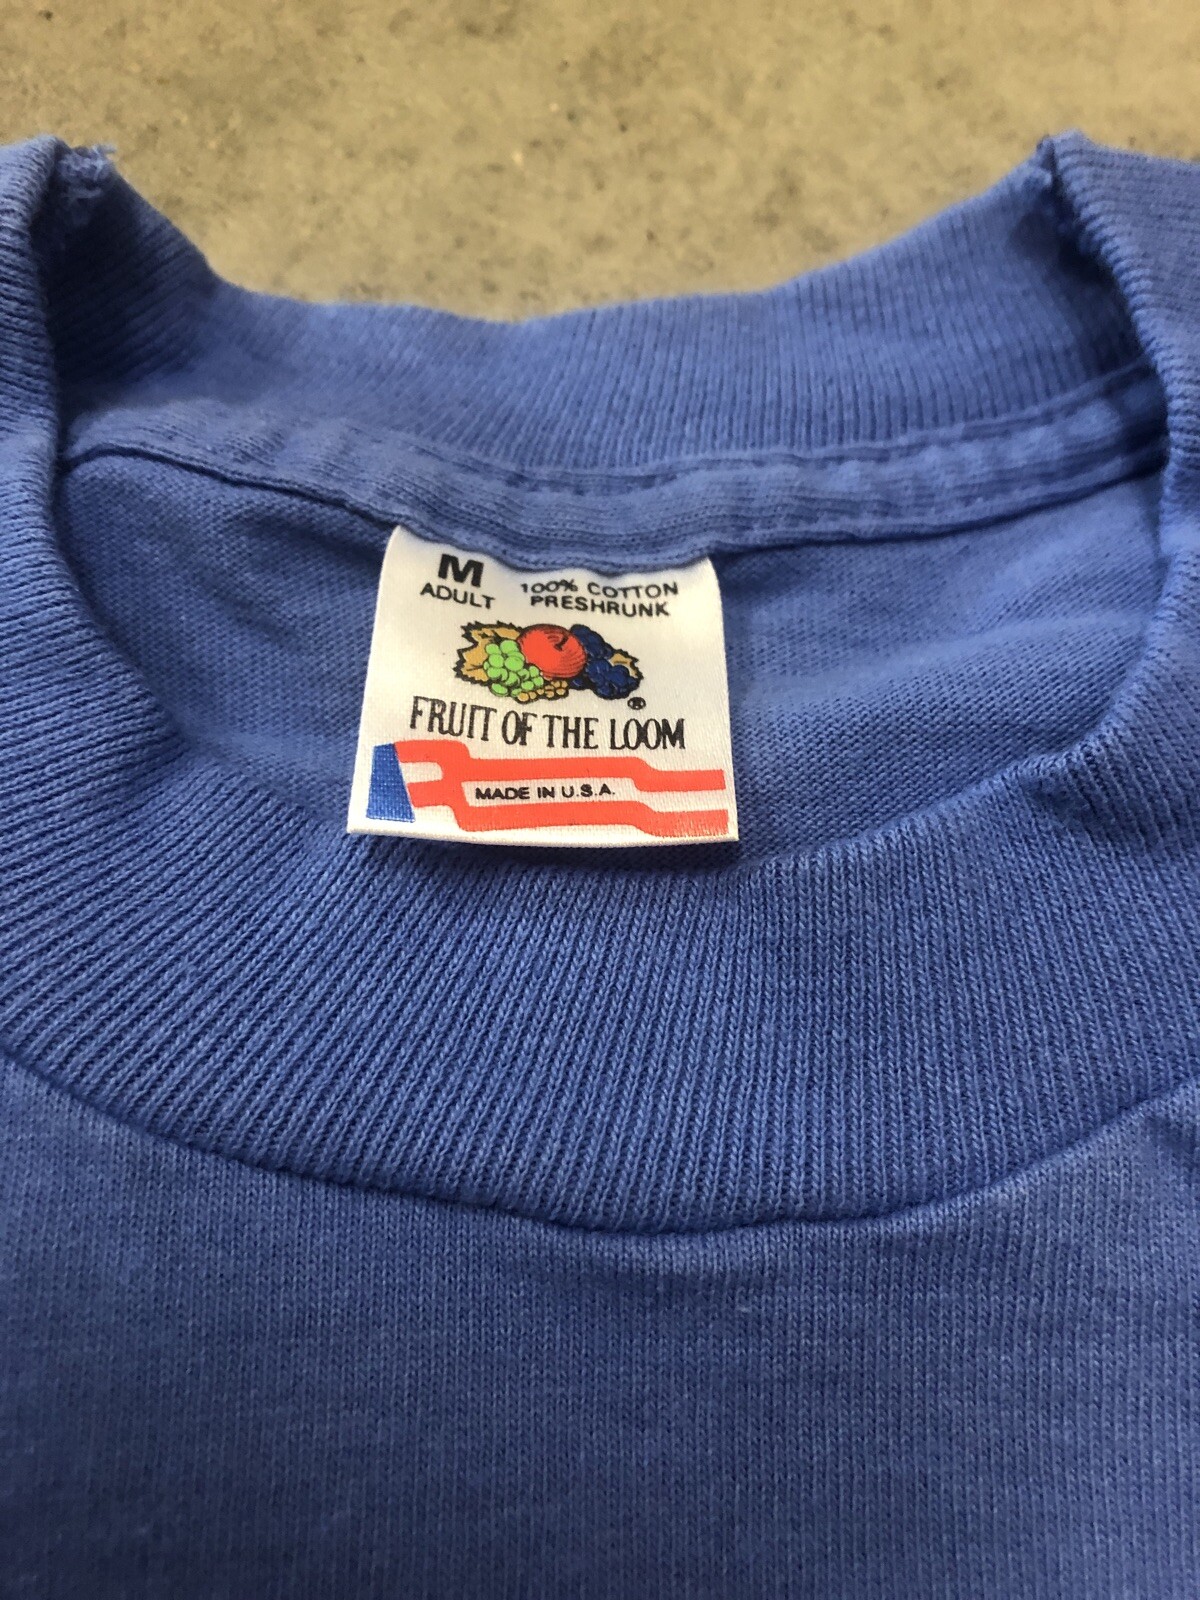 M
ADULT
100% COTTON
PRESHRUNK
®
FRUIT OF THE LOOM
MADE IN U.S.A.